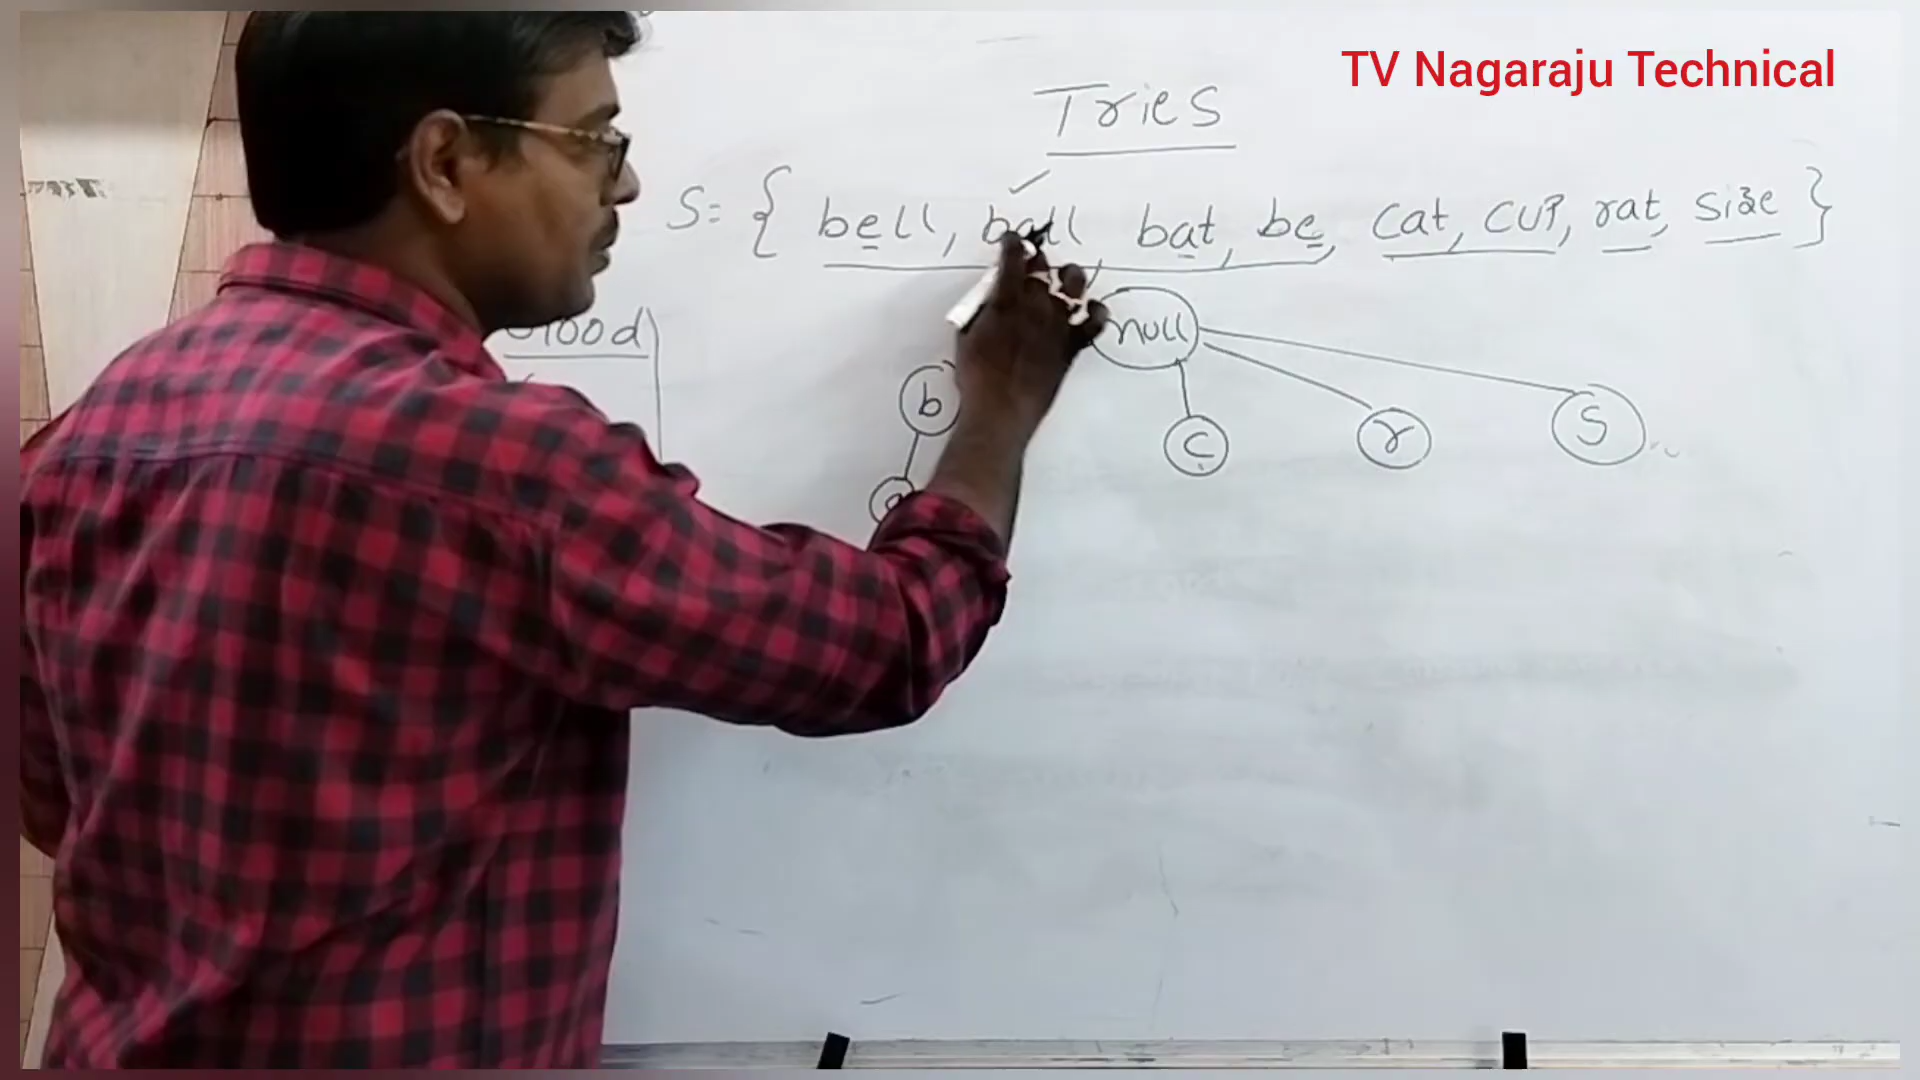 TV Nagaraju Technical
Tries
S= { bell, ball, bat, be, cat, cup, rat, size }
null
b
c
r
S
a